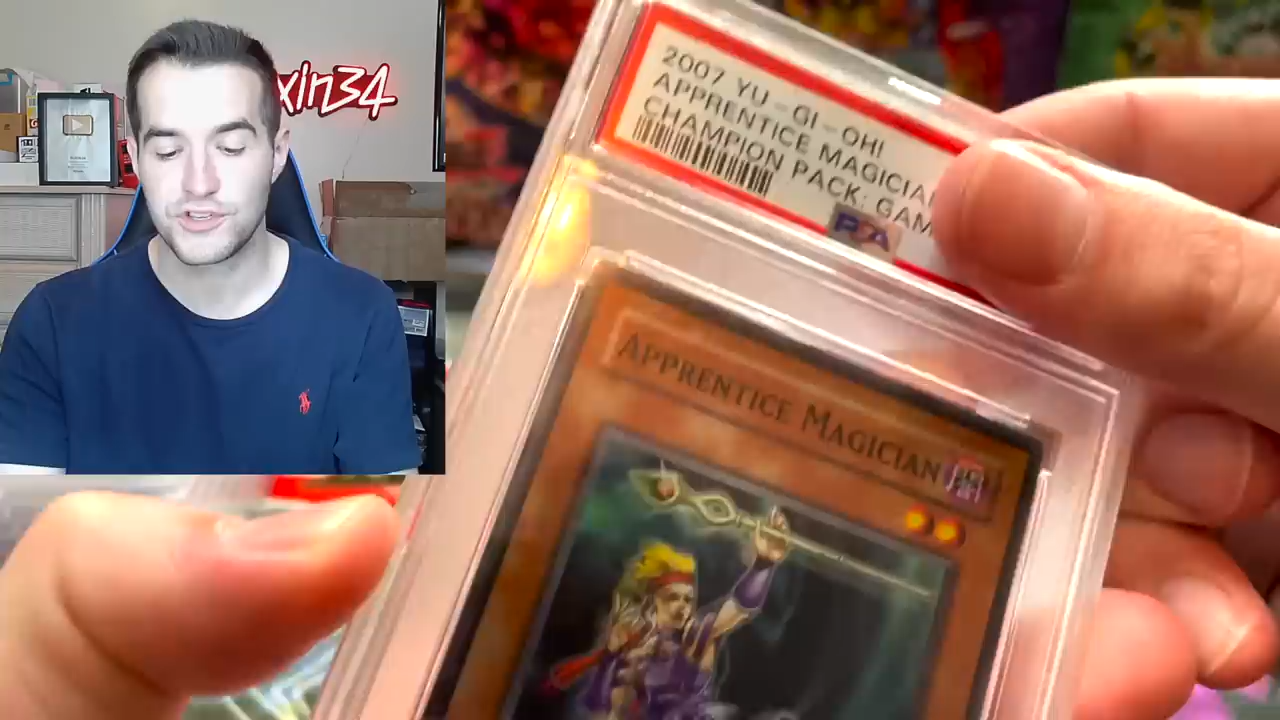 xin34
2007 YU-GI-OH!
APPRENTICE MAGICIAN
CHAMPION PACK: GAM
PSA
APPRENTICE MAGICIAN